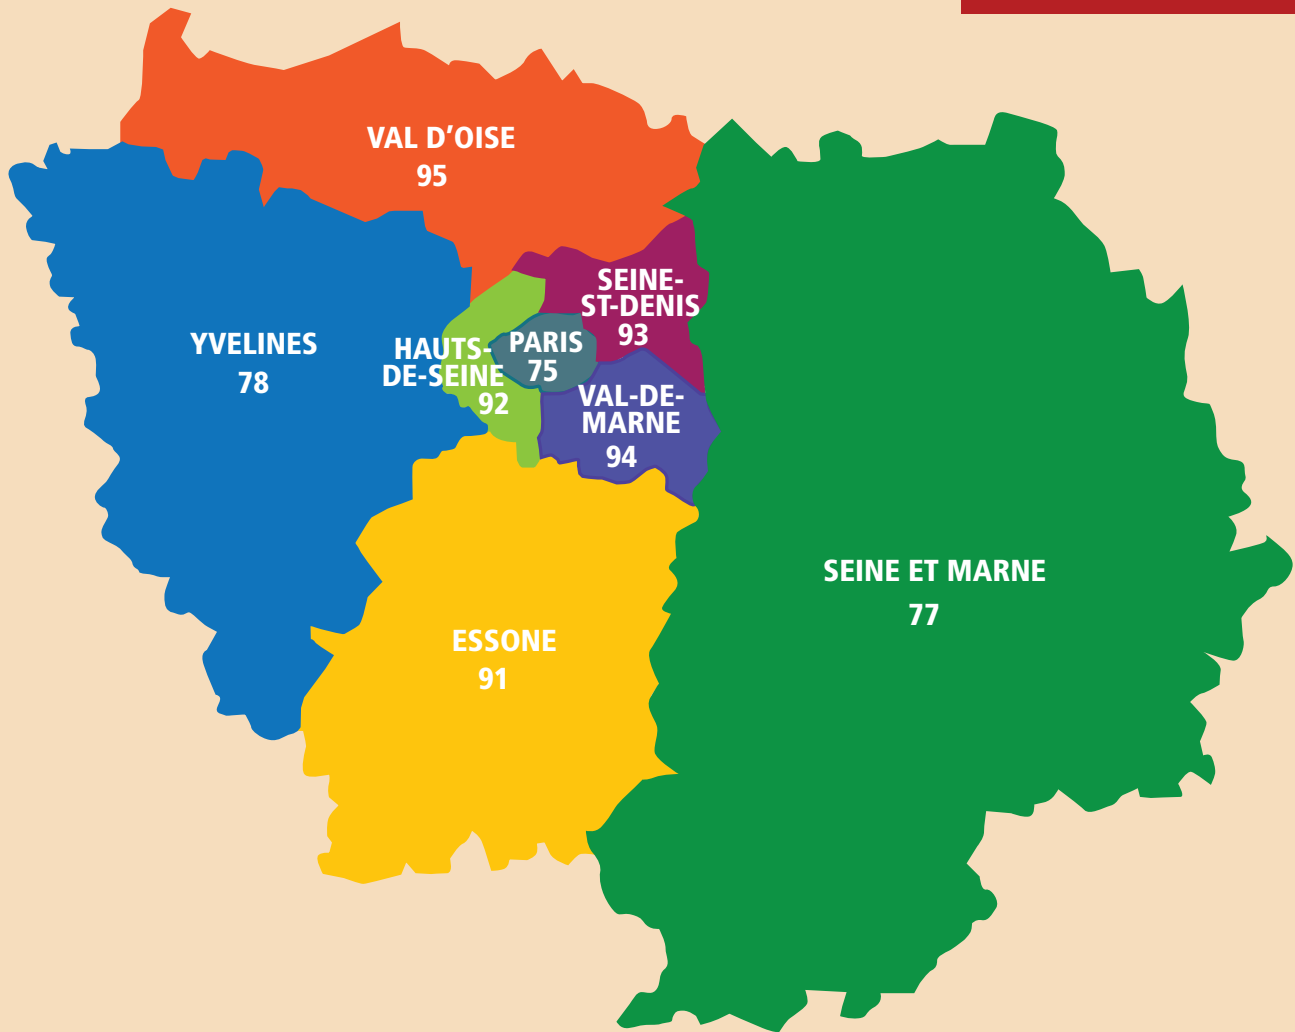 VAL D’OISE
95
YVELINES
78
HAUTS-
DE-SEINE
92
PARIS
75
SEINE-
ST-DENIS
93
VAL-DE-
MARNE
94
SEINE ET MARNE
77
ESSONE
91